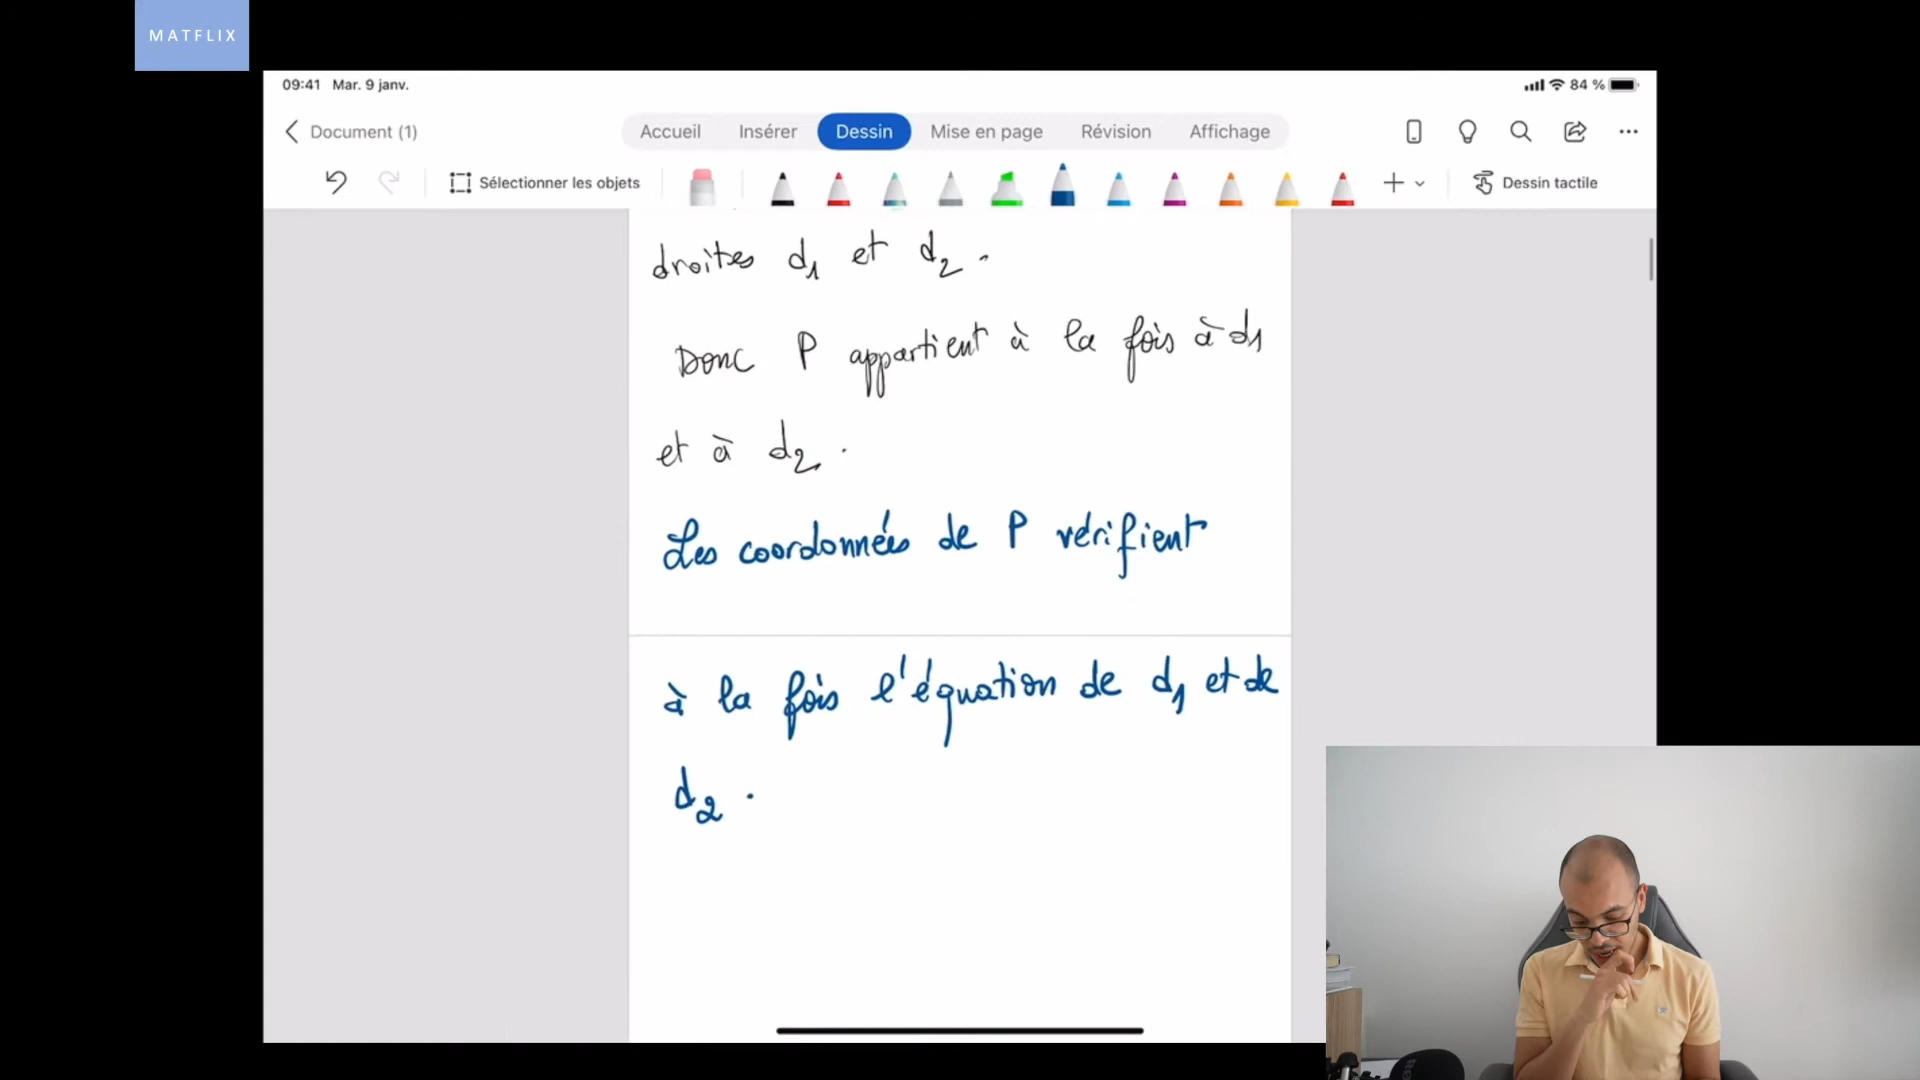 MATFLIX
09:41 Mar. 9 janv.
84 %
Document (1)
Accueil Insérer Dessin Mise en page Révision Affichage
Sélectionner les objets
Dessin tactile
droites d1 et d2.
Donc P appartient à la fois à d1
et à d2.
Les coordonnées de P vérifient
à la fois l'équation de d1 et de
d2.